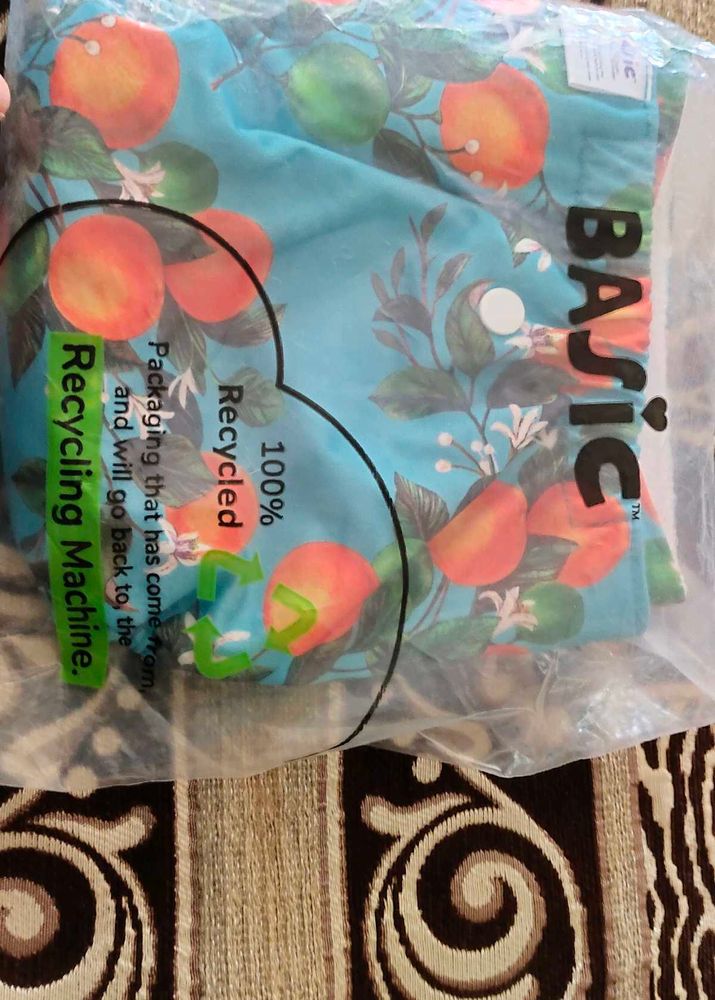 BASIC™
100%
Recycled
Packaging that has come from,
and will go back to, the
Recycling Machine.